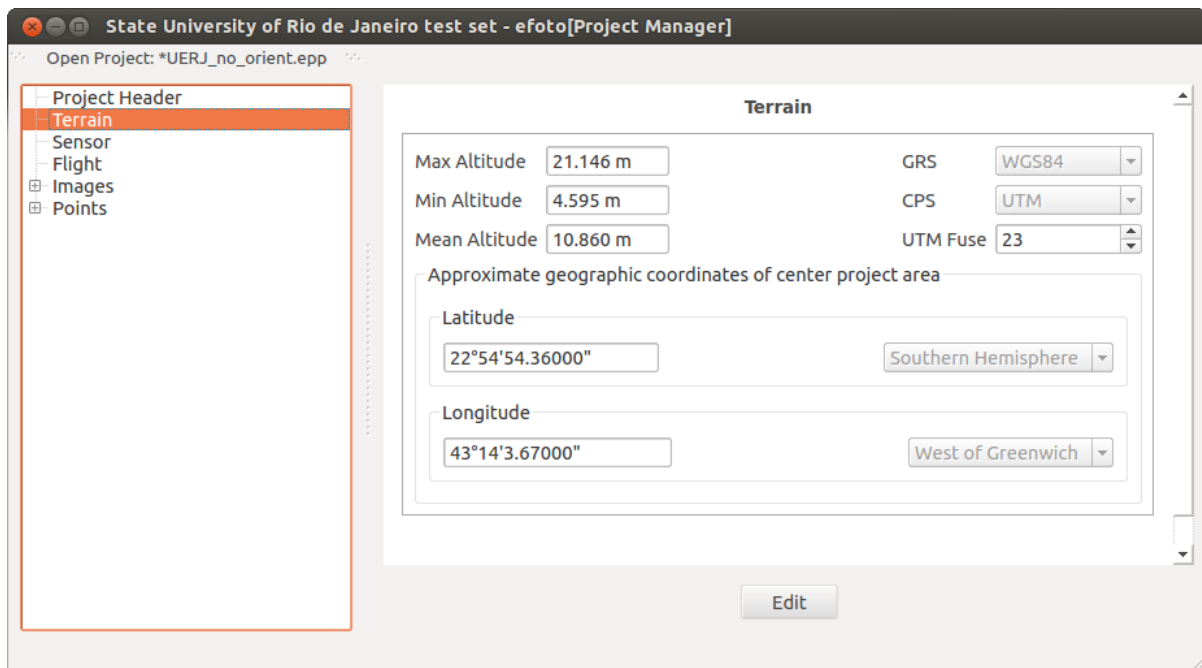 State University of Rio de Janeiro test set - efoto[Project Manager]
Open Project: *UERJ_no_orient.epp
Project Header
Terrain
Sensor
Flight
Images
Points
Terrain
Max Altitude 21.146 m GRS WGS84
Min Altitude 4.595 m CPS UTM
Mean Altitude 10.860 m UTM Fuse 23
Approximate geographic coordinates of center project area
Latitude
22°54'54.36000" Southern Hemisphere
Longitude
43°14'3.67000" West of Greenwich
Edit